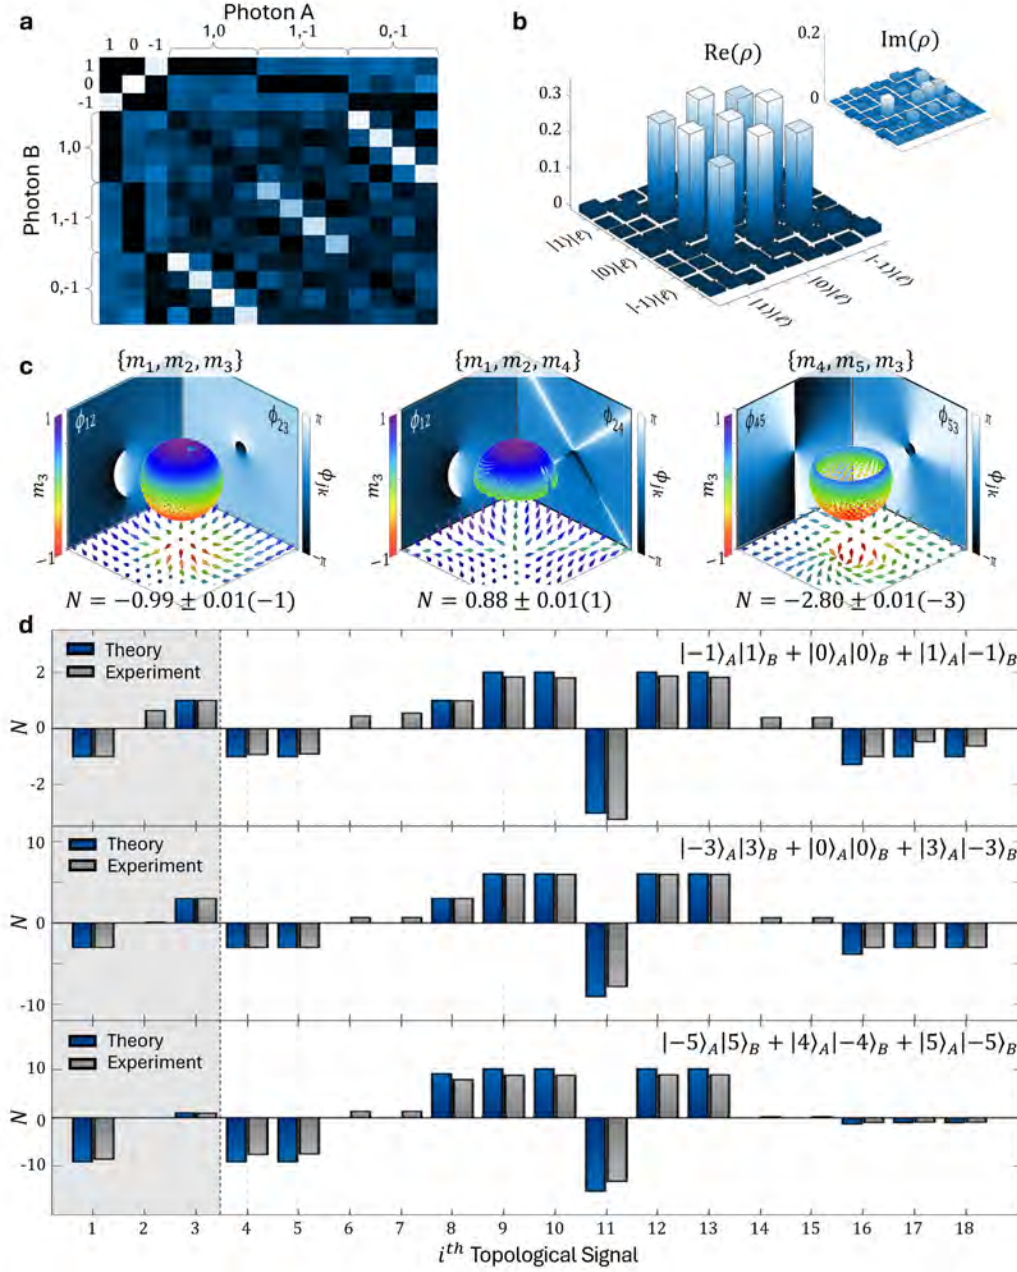 a
Photon A
1 0 -1
1,0
1,-1
0,-1
Photon B
1
0
-1
1,0
1,-1
0,-1
b
Re(ρ)
0.3
0.2
0.1
0
|1⟩|e⟩
|0⟩|e⟩
|-1⟩|e⟩
|1⟩|e⟩
|0⟩|e⟩
|-1⟩|e⟩
Im(ρ)
0.2
0
c
{m₁, m₂, m₃}
ϕ₁₂
ϕ₂₃
1
m₃
−1
π
ϕⱼₖ
−π
N = −0.99 ± 0.01(−1)
{m₁, m₂, m₄}
ϕ₁₂
ϕ₂₄
1
m₃
−1
π
ϕⱼₖ
−π
N = 0.88 ± 0.01(1)
{m₄, m₅, m₃}
ϕ₄₅
ϕ₅₃
1
m₃
−1
π
ϕⱼₖ
−π
N = −2.80 ± 0.01(−3)
d
Theory
Experiment
|−1⟩A|1⟩B + |0⟩A|0⟩B + |1⟩A|−1⟩B
2
0
-2
N
Theory
Experiment
|−3⟩A|3⟩B + |0⟩A|0⟩B + |3⟩A|−3⟩B
10
0
-10
N
Theory
Experiment
|−5⟩A|5⟩B + |4⟩A|−4⟩B + |5⟩A|−5⟩B
10
0
-10
N
1 2 3 4 5 6 7 8 9 10 11 12 13 14 15 16 17 18
iᵗʰ Topological Signal